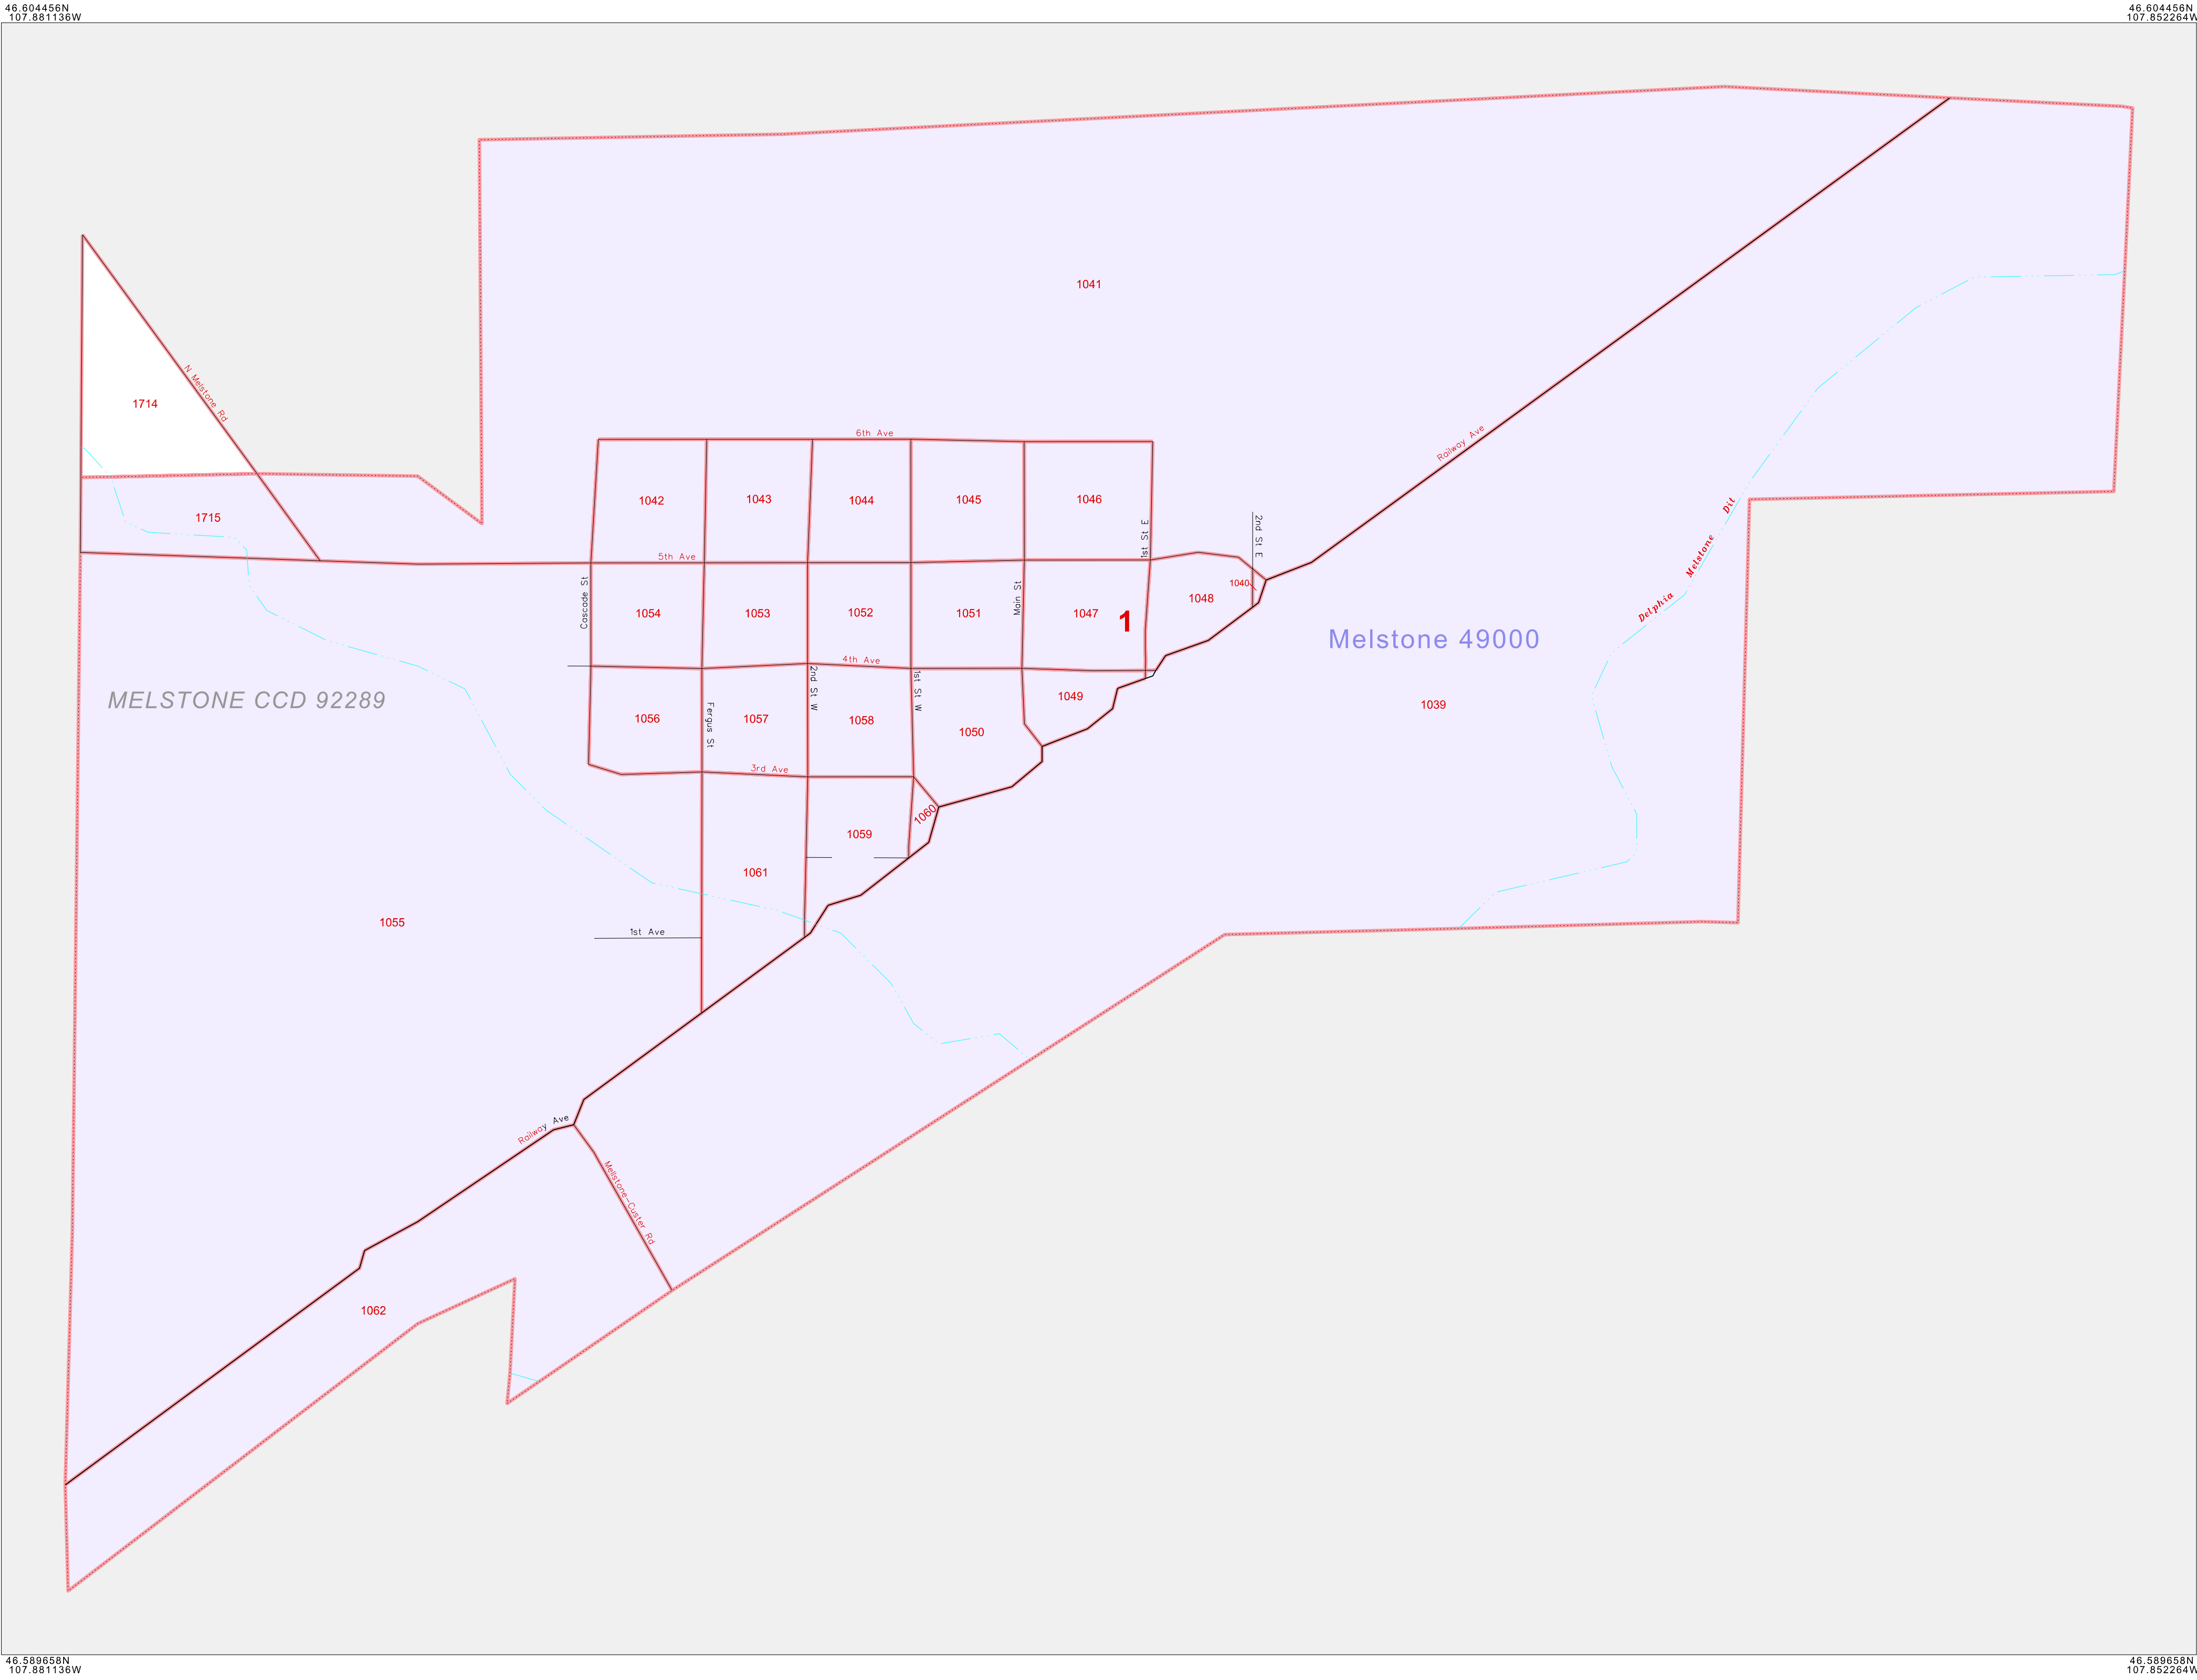 46.604456N
107.881136W
46.604456N
107.852264W
1041
N Melstone Rd
1714
Railway Ave
6th Ave
1715
1042
1043
1044
1045
1046
1st St E
2nd St E
Delphia Melstone Dit
5th Ave
Cascade St
1054
1053
1052
1051
Main St
1047
1
1048
1040
Melstone 49000
4th Ave
MELSTONE CCD 92289
1056
Fergus St
1057
2nd St W
1058
1st St W
1050
1049
1039
3rd Ave
1059
1060
1061
1055
1st Ave
Railway Ave
Mellstone-Custer Rd
1062
46.589658N
107.881136W
46.589658N
107.852264W